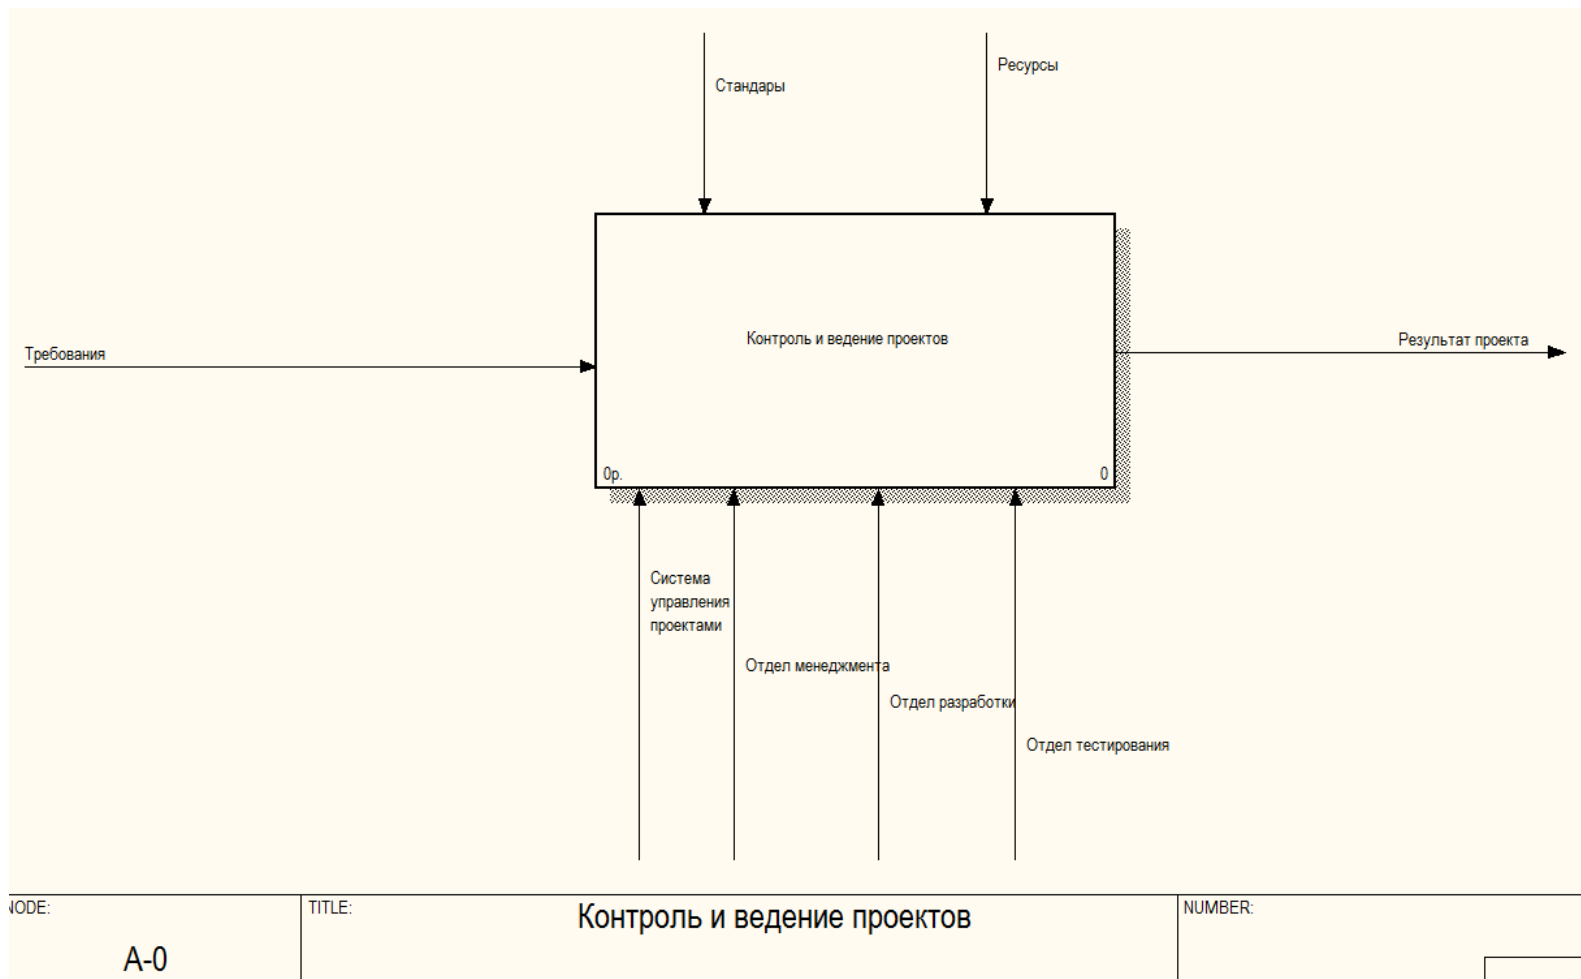 Стандары
Ресурсы
Требования
Контроль и ведение проектов
Результат проекта
0р.
0
Система
управления
проектами
Отдел менеджмента
Отдел разработки
Отдел тестирования
NODE:
A-0
TITLE:
Контроль и ведение проектов
NUMBER: